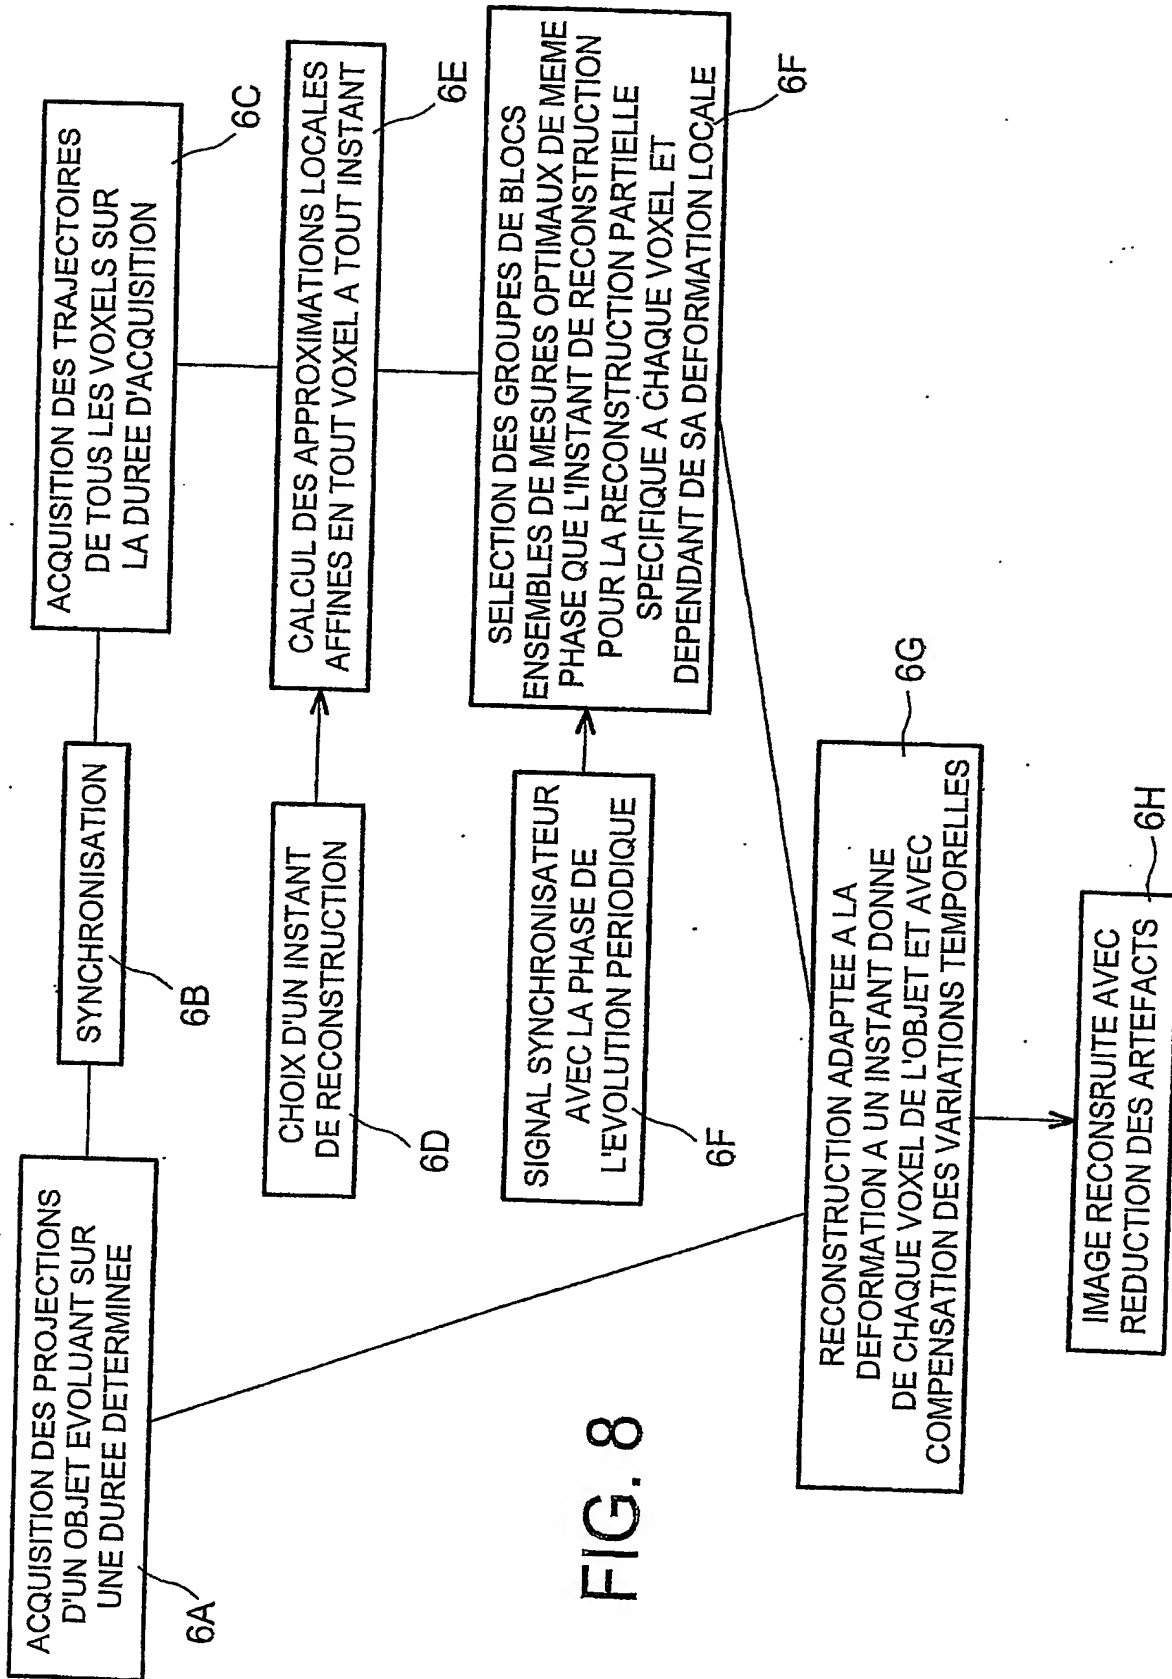 ACQUISITION DES PROJECTIONS
D'UN OBJET EVOLUANT SUR
UNE DUREE DETERMINEE
6A
SYNCHRONISATION
6B
ACQUISITION DES TRAJECTOIRES
DE TOUS LES VOXELS SUR
LA DUREE D'ACQUISITION
6C
CHOIX D'UN INSTANT
DE RECONSTRUCTION
6D
CALCUL DES APPROXIMATIONS LOCALES
AFFINES EN TOUT VOXEL A TOUT INSTANT
6E
SIGNAL SYNCHRONISATEUR
AVEC LA PHASE DE
L'EVOLUTION PERIODIQUE
6F
SELECTION DES GROUPES DE BLOCS
ENSEMBLES DE MESURES OPTIMAUX DE MEME
PHASE QUE L'INSTANT DE RECONSTRUCTION
POUR LA RECONSTRUCTION PARTIELLE
SPECIFIQUE A CHAQUE VOXEL ET
DEPENDANT DE SA DEFORMATION LOCALE
6F
RECONSTRUCTION ADAPTEE A LA
DEFORMATION A UN INSTANT DONNE
DE CHAQUE VOXEL DE L'OBJET ET AVEC
COMPENSATION DES VARIATIONS TEMPORELLES
6G
IMAGE RECONSRUITE AVEC
REDUCTION DES ARTEFACTS
6H
FIG. 8